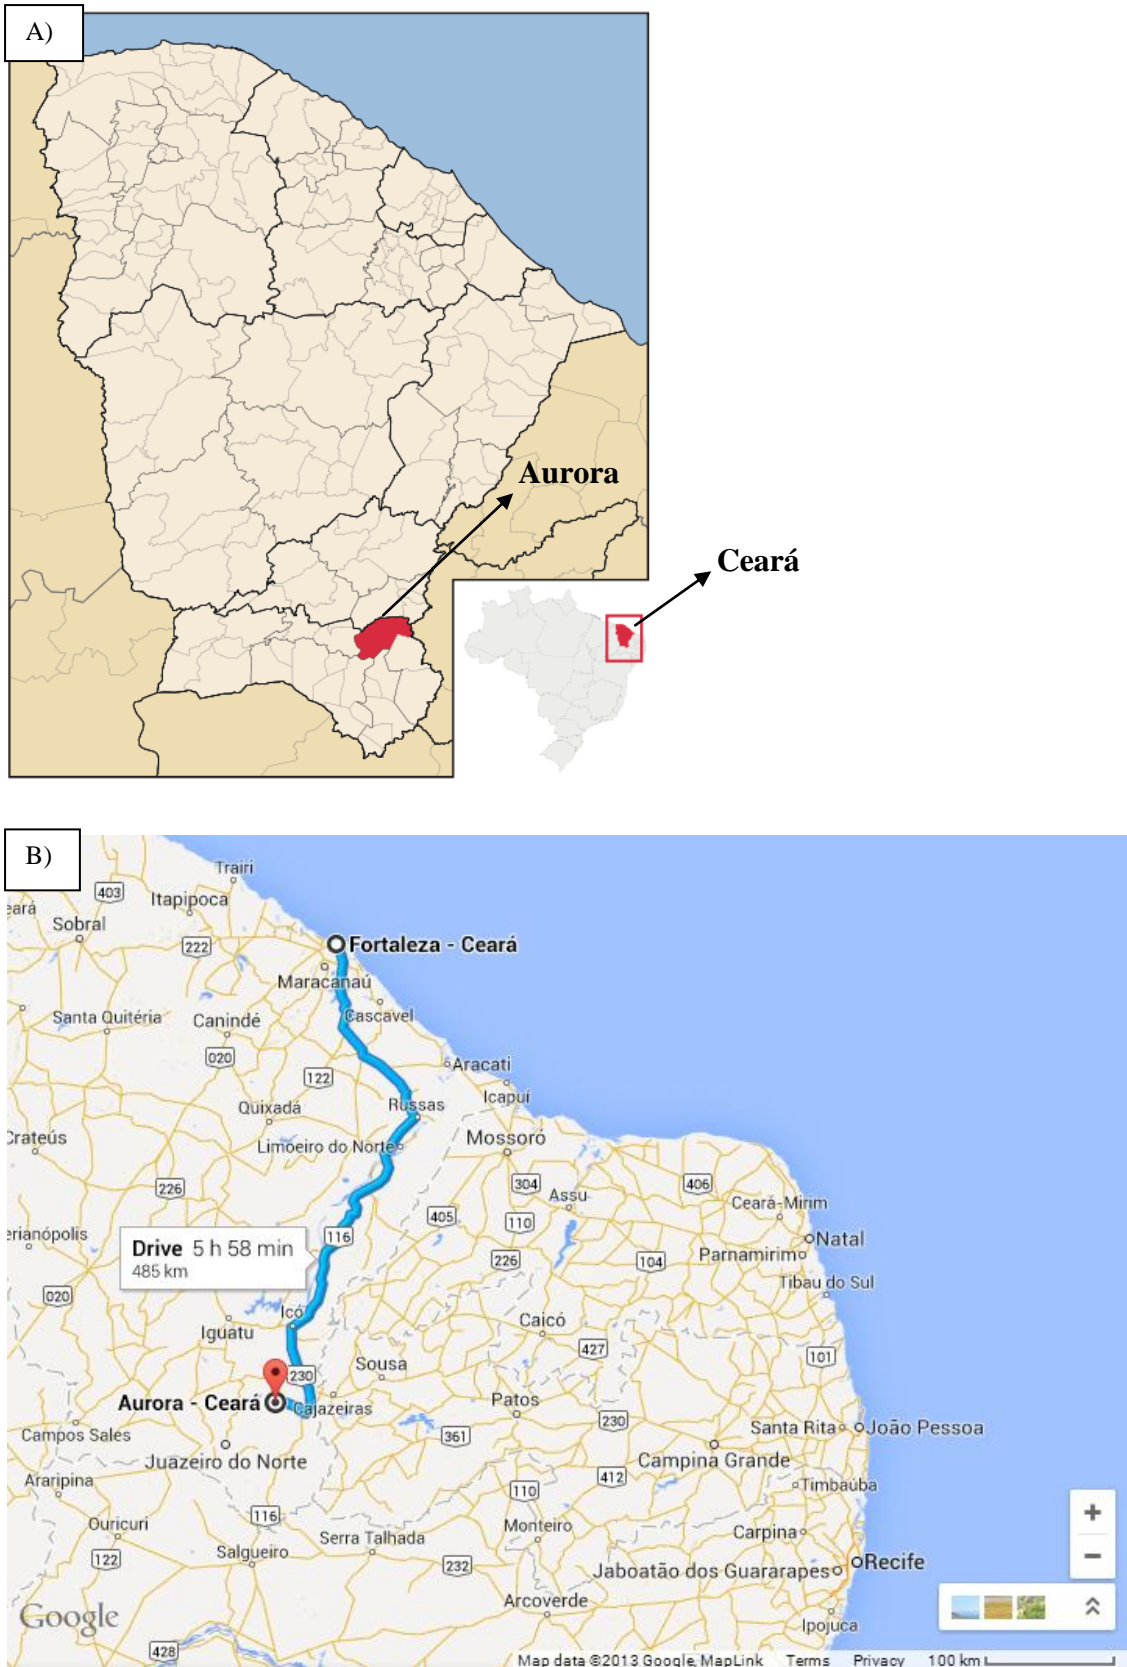 A)
Aurora
Ceará
B)
Trairi
403
Itapipoca
eará
Sobral
222
Fortaleza - Ceará
Maracanaú
Cascavel
Santa Quitéria
Canindé
020
Aracati
122
Icapuí
Quixadá
Russas
Crateús
Limoeiro do Norte
Mossoró
226
304
Assu
406
Ceará-Mirim
405
110
erianópolis
116
Natal
Drive 5 h 58 min
485 km
226
104
Parnamirim
Tibau do Sul
020
Icó
Iguatu
Caicó
427
101
230
Sousa
Aurora - Ceará
Cajazeiras
Patos
Campos Sales
361
230
Santa Rita
João Pessoa
Juazeiro do Norte
Campina Grande
Araripina
412
Timbaúba
110
116
Ouricuri
Serra Talhada
Monteiro
Carpina
122
Salgueiro
232
Jaboatão dos Guararapes
Recife
Arcoverde
Google
Ipojuca
428
Map data ©2013 Google, MapLink Terms Privacy 100 km
+
−